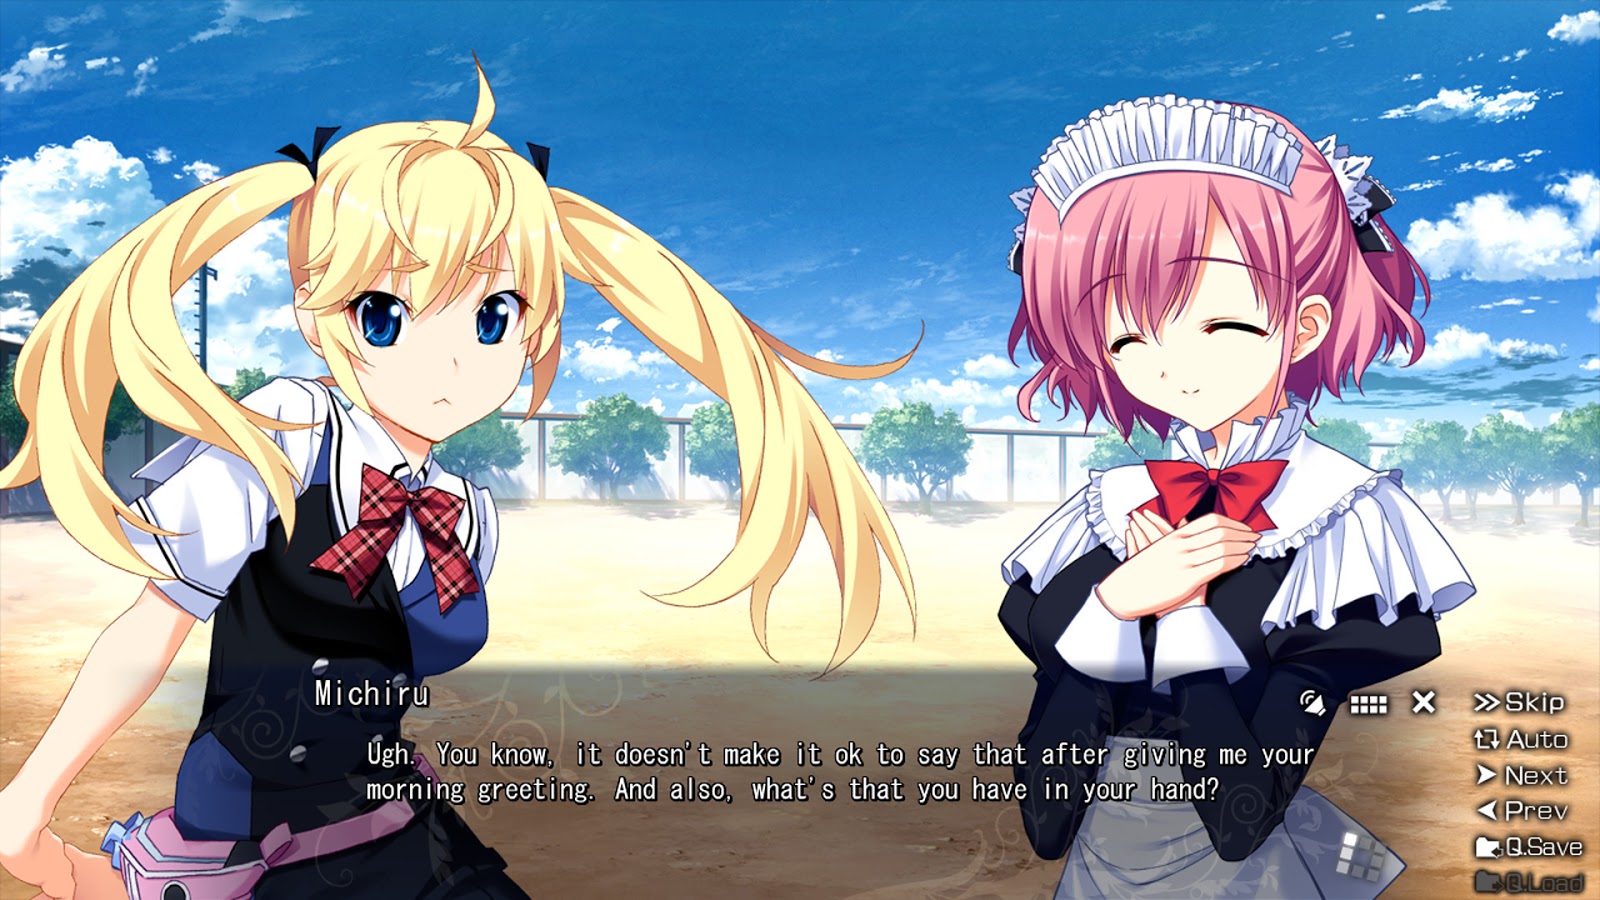 Michiru
Ugh. You know, it doesn't make it ok to say that after giving me your
morning greeting. And also, what's that you have in your hand?
Skip
Auto
Next
Prev
Q.Save
Q.Load